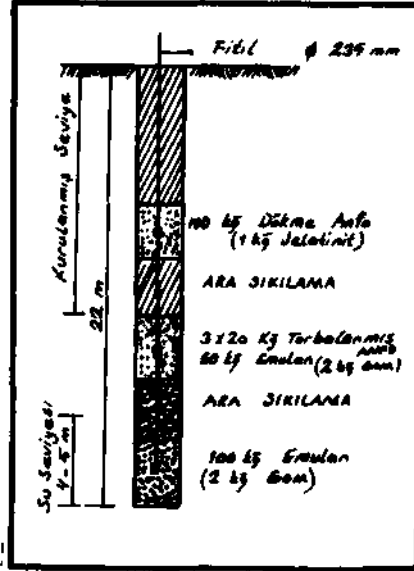 Fitil
ϕ 235 mm
Kurulanmış Seviye
22 m
100 kg Dökme Anfo
(1 kg Jelatinit)
ARA SIKILAMA
3x20 kg Torbalanmış ANFO
60 kg Emulan (2 kg Gom)
ARA SIKILAMA
Su Seviyesi
4-5 m
100 kg Emulan
(2 kg Gom)